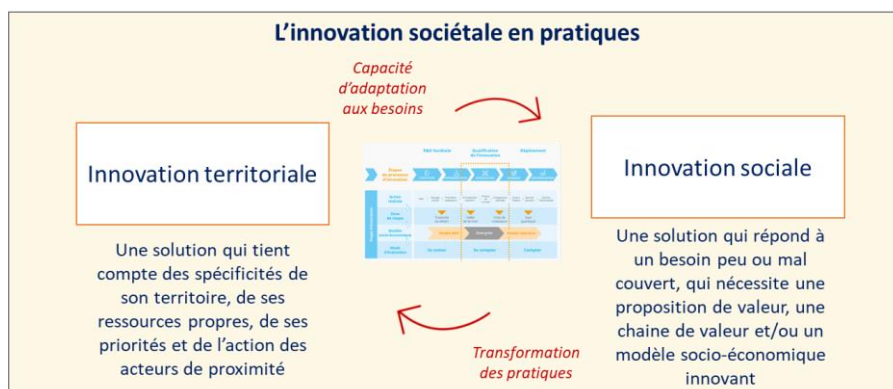 L'innovation sociétale en pratiques
Capacité
d'adaptation
aux besoins
Innovation territoriale
Une solution qui tient
compte des spécificités de
son territoire, de ses
ressources propres, de ses
priorités et de l'action des
acteurs de proximité
Innovation sociale
Une solution qui répond à
un besoin peu ou mal
couvert, qui nécessite une
proposition de valeur, une
chaine de valeur et/ou un
modèle socio-économique
innovant
Transformation
des pratiques